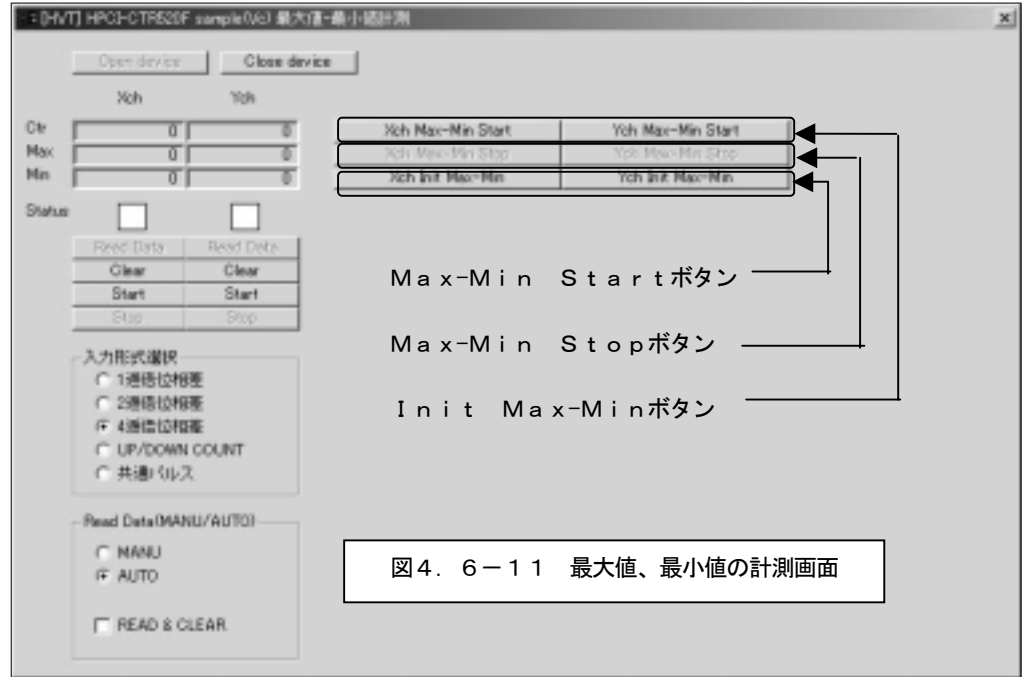 [HVT] HPCI-CTR520F sample(Vc) 最大値-最小値計測
Open device Close device
Xch Ych
Ctr 0 0 Xch Max-Min Start Ych Max-Min Start
Max 0 0 Xch Max-Min Stop Ych Max-Min Stop
Min 0 0 Xch Init Max-Min Ych Init Max-Min
Status
Read Data Read Data
Clear Clear
Start Start
Stop Stop
Max-Min Startボタン
Max-Min Stopボタン
Init Max-Minボタン
入力形式選択
1逓倍位相差
2逓倍位相差
4逓倍位相差
UP/DOWN COUNT
共通パルス
Read Data(MANU/AUTO)
MANU
AUTO
READ & CLEAR
図4.6-11 最大値、最小値の計測画面